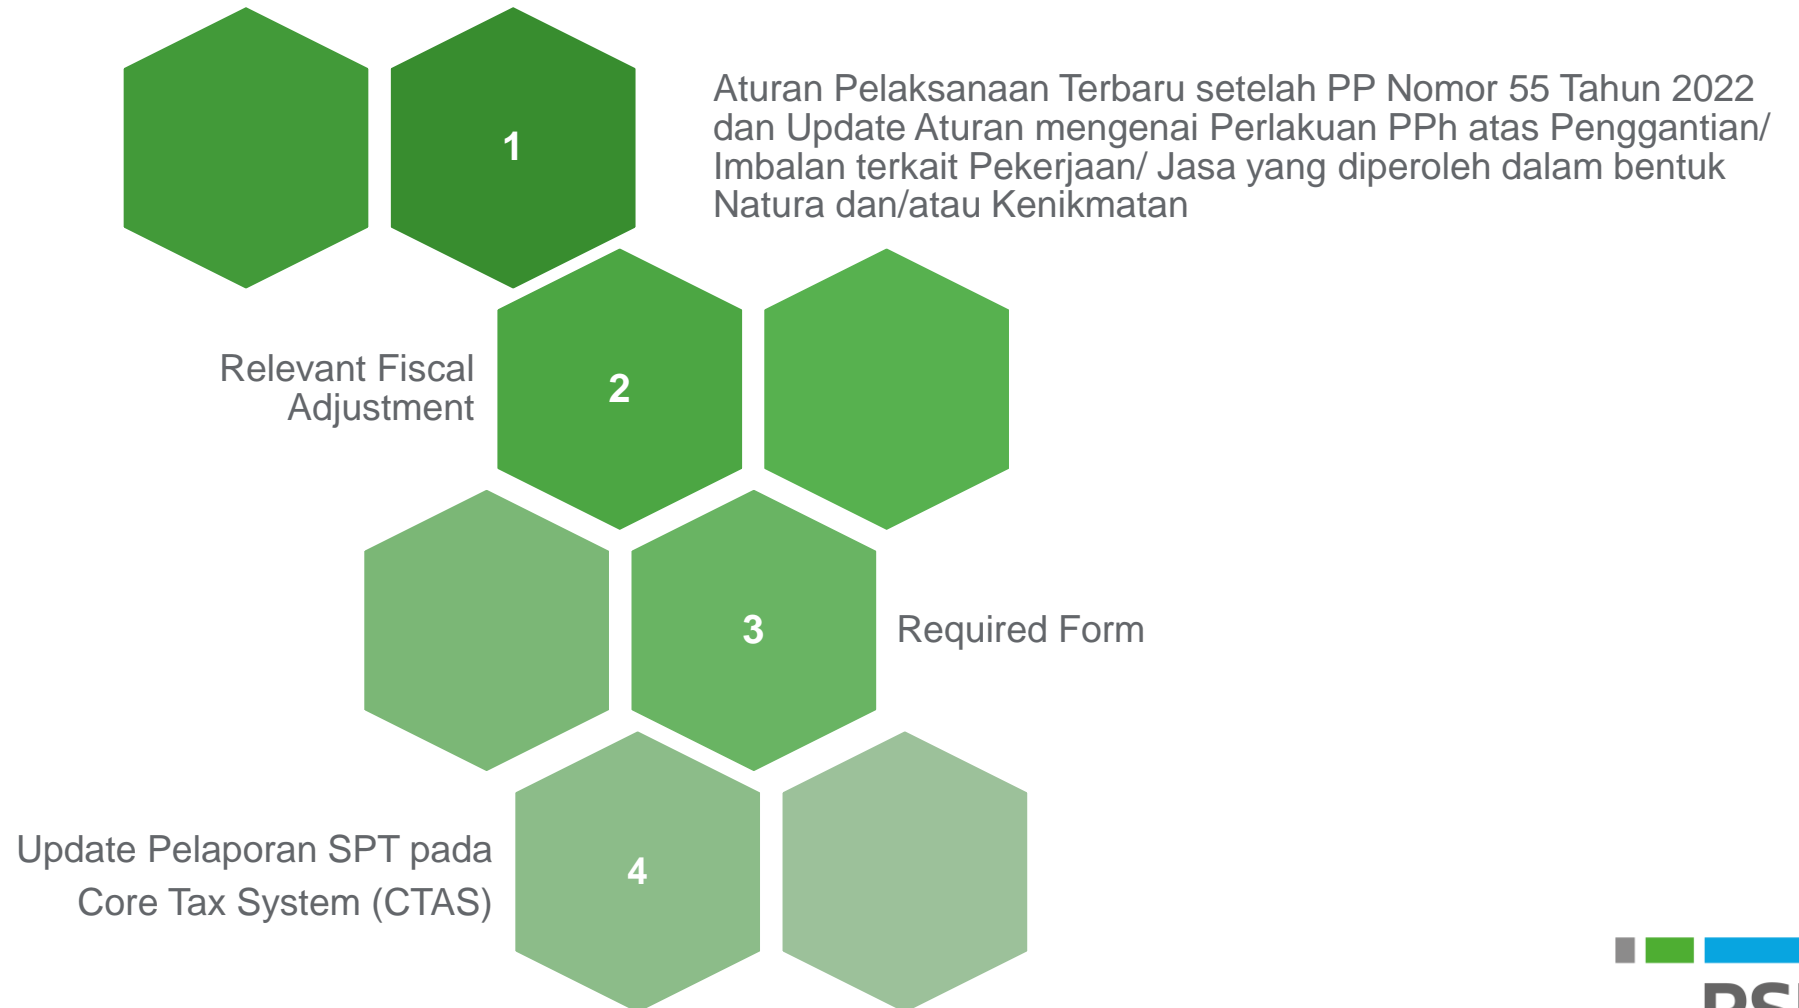 1
Aturan Pelaksanaan Terbaru setelah PP Nomor 55 Tahun 2022
dan Update Aturan mengenai Perlakuan PPh atas Penggantian/
Imbalan terkait Pekerjaan/ Jasa yang diperoleh dalam bentuk
Natura dan/atau Kenikmatan
Relevant Fiscal
Adjustment
2
3
Required Form
Update Pelaporan SPT pada
Core Tax System (CTAS)
4